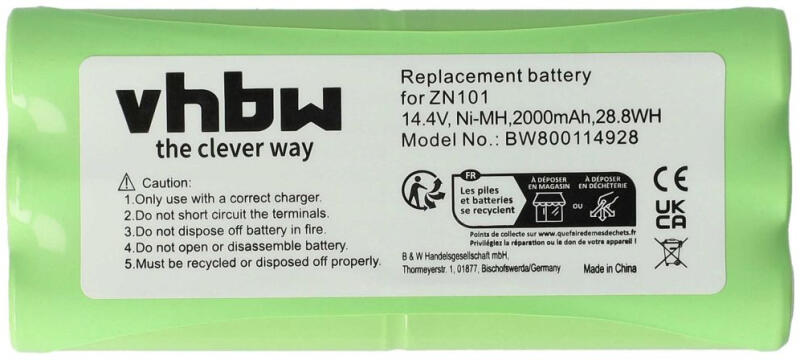 vhbw
the clever way
Replacement battery
for ZN101
14.4V, Ni-MH,2000mAh,28.8WH
Model No.: BW800114928
Caution:
1.Only use with a correct charger.
2.Do not short circuit the terminals.
3.Do not dispose off battery in fire.
4.Do not open or disassemble battery.
5.Must be recycled or disposed off properly.
FR
Les piles
et batteries
se recyclent
À DÉPOSER
EN MAGASIN
OU
À DÉPOSER
EN DÉCHÈTERIE
Points de collecte sur www.quefairedemesdechets.fr
Privilégiez la réparation ou le don de votre appareil !
B & W Handelsgesellschaft mbH,
Thormeyerstr. 1, 01877, Bischofswerda/Germany
CE
UK
CA
Made in China